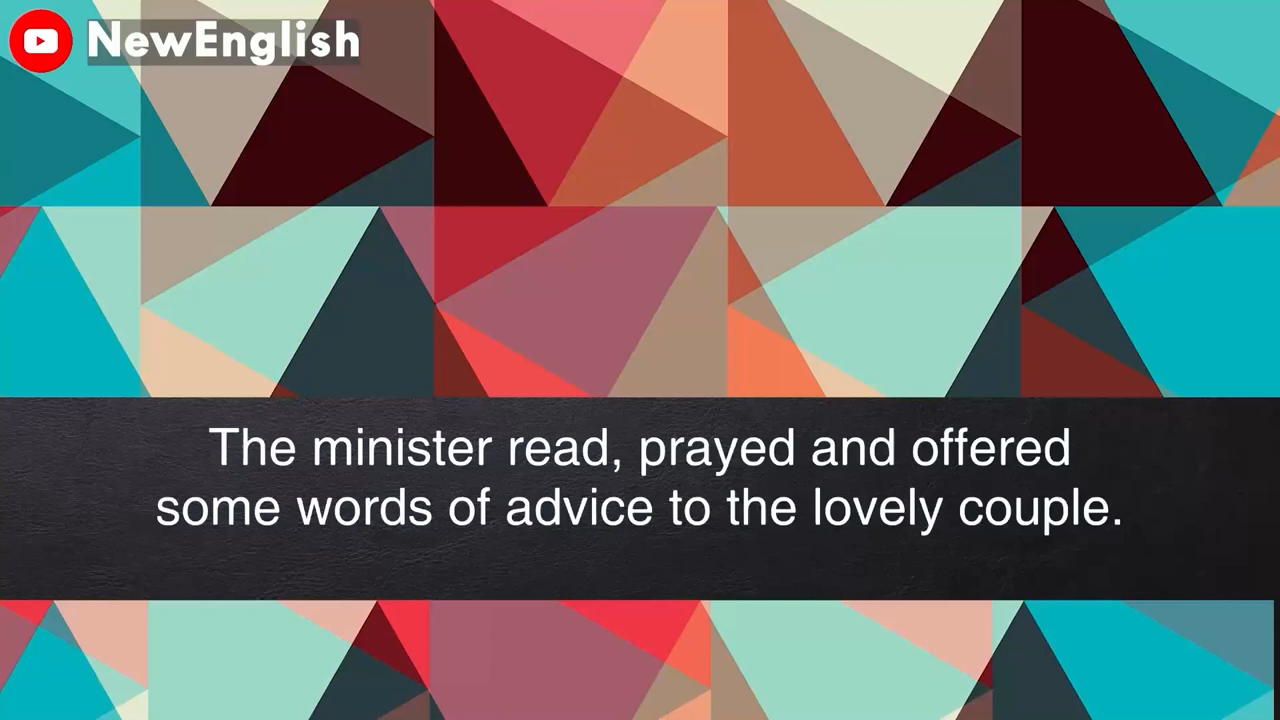 NewEnglish
The minister read, prayed and offered
some words of advice to the lovely couple.